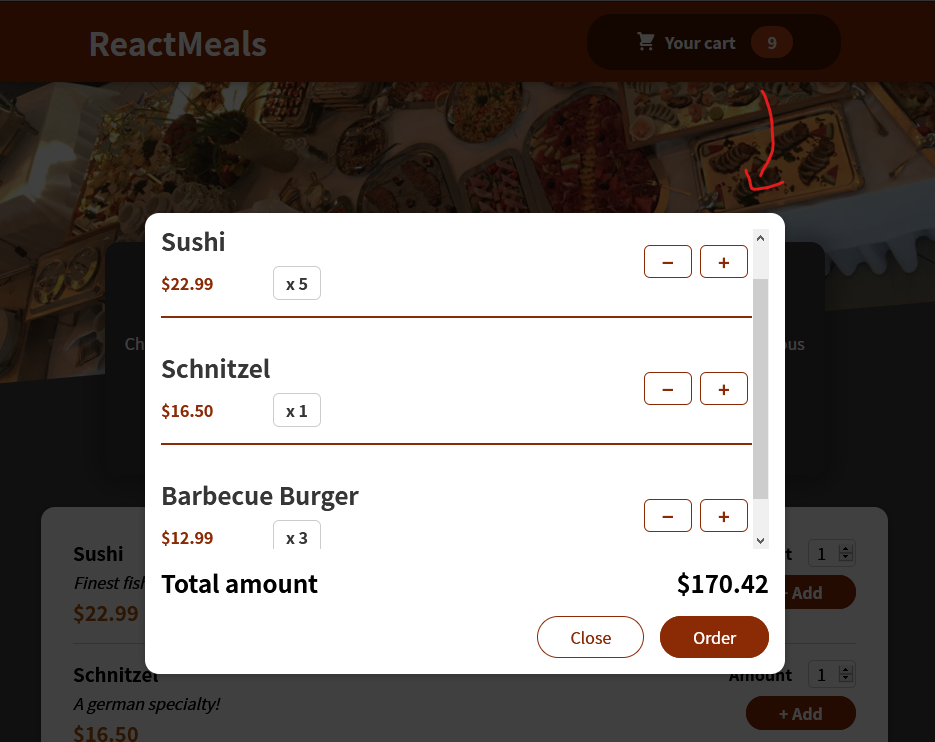 ReactMeals
Your cart 9
Sushi
$22.99 x 5
− +
Schnitzel
$16.50 x 1
− +
Barbecue Burger
$12.99 x 3
− +
Total amount $170.42
Close Order
Ch
ous
Sushi
Finest fish
$22.99
t 1
+ Add
Schnitzel
A german specialty!
$16.50
Amount 1
+ Add